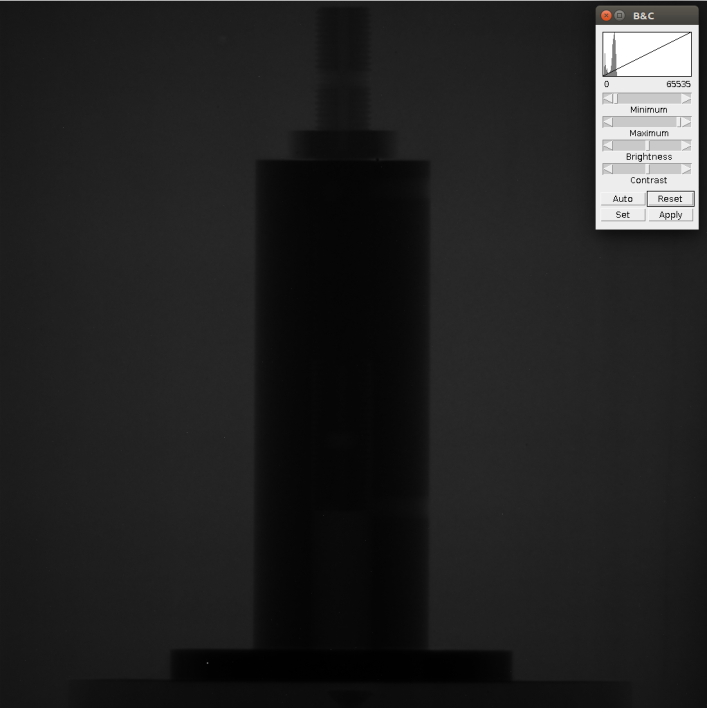 B&C
0 65535
Minimum
Maximum
Brightness
Contrast
Auto Reset
Set Apply